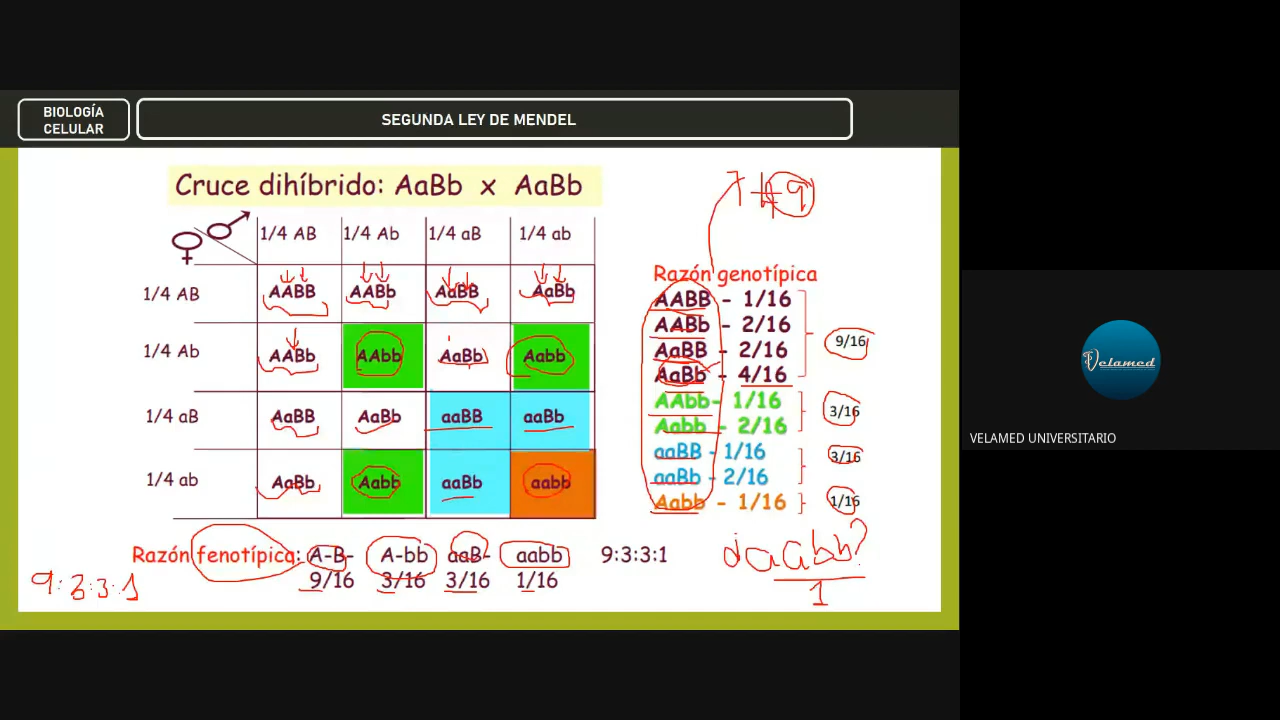 BIOLOGÍA
CELULAR
SEGUNDA LEY DE MENDEL
Cruce dihíbrido: AaBb x AaBb
1/4 AB 1/4 Ab 1/4 aB 1/4 ab
1/4 AB AABB AABb AaBB AaBb
1/4 Ab AABb AAbb AaBb Aabb
1/4 aB AaBB AaBb aaBB aaBb
1/4 ab AaBb Aabb aaBb aabb
Razón fenotípica: A-B- A-bb aaB- aabb 9:3:3:1
9/16 3/16 3/16 1/16
9:3:3:1
9
Razón genotípica
AABB - 1/16
AABb - 2/16
AaBB - 2/16
AaBb - 4/16
9/16
AAbb - 1/16
Aabb - 2/16
3/16
aaBB - 1/16
aaBb - 2/16
3/16
Aabb - 1/16
1/16
aabb?
1
Velamed
VELAMED UNIVERSITARIO